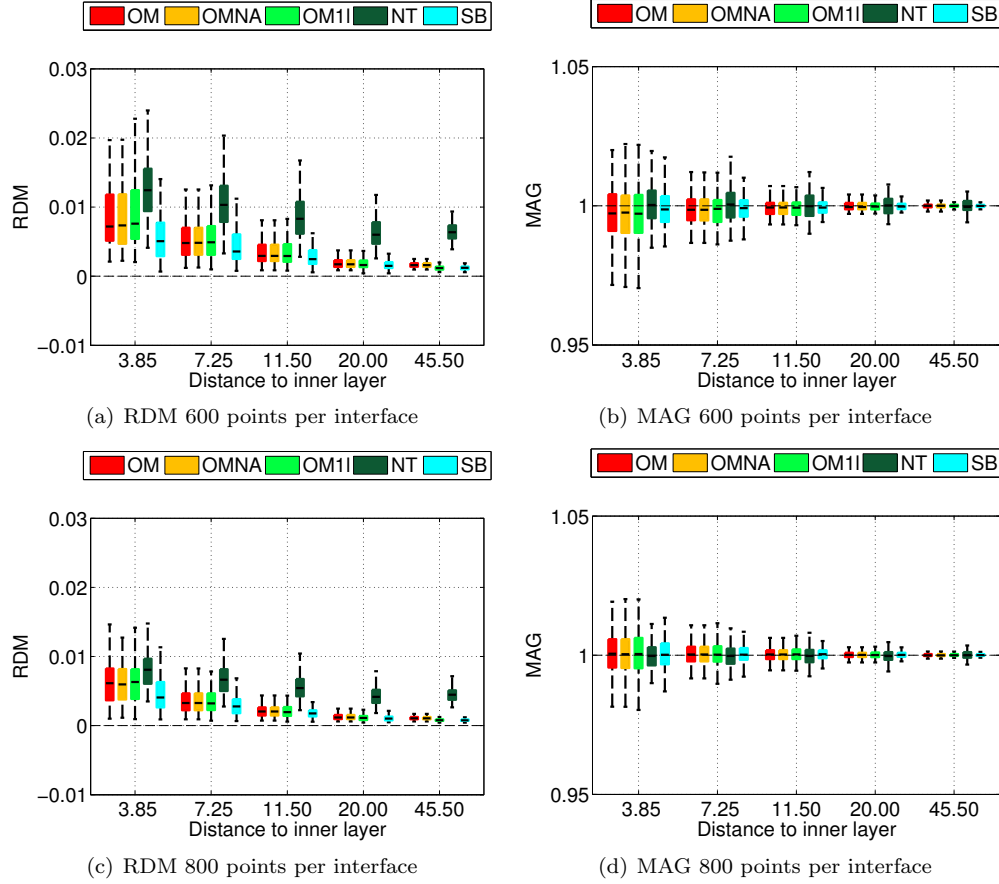 OM OMNA OM1I NT SB
RDM
0.03
0.02
0.01
0
−0.01
3.85 7.25 11.50 20.00 45.50
Distance to inner layer
(a) RDM 600 points per interface
OM OMNA OM1I NT SB
MAG
1.05
1
0.95
3.85 7.25 11.50 20.00 45.50
Distance to inner layer
(b) MAG 600 points per interface
OM OMNA OM1I NT SB
RDM
0.03
0.02
0.01
0
−0.01
3.85 7.25 11.50 20.00 45.50
Distance to inner layer
(c) RDM 800 points per interface
OM OMNA OM1I NT SB
MAG
1.05
1
0.95
3.85 7.25 11.50 20.00 45.50
Distance to inner layer
(d) MAG 800 points per interface